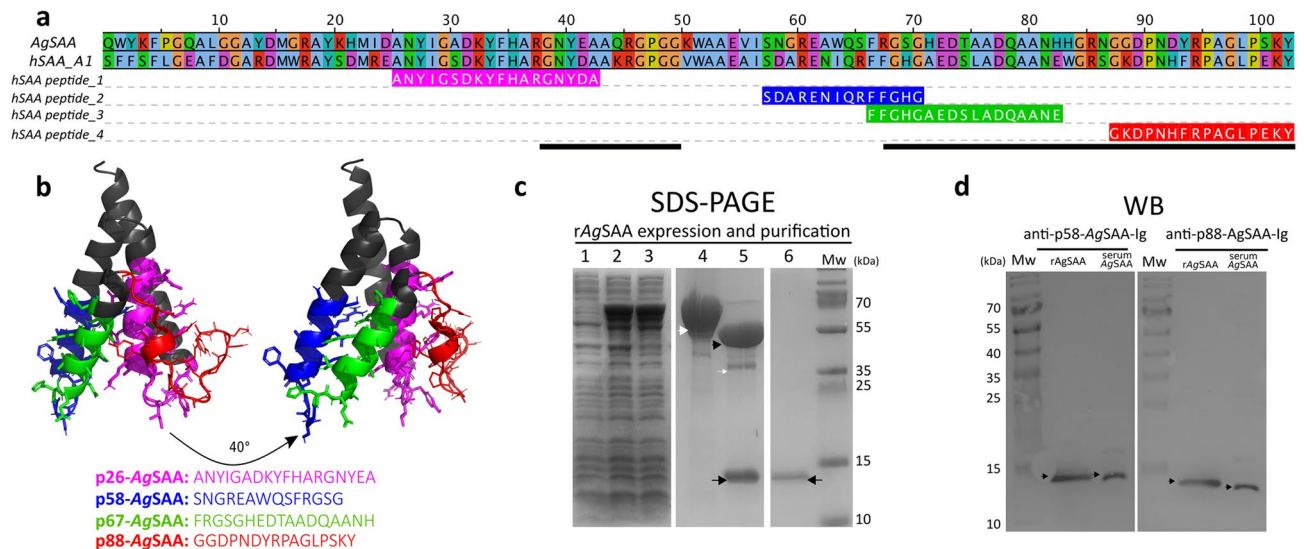 a
0 10 20 30 40 50 60 70 80 90 100
AgSAA QWYKFPGQALGGAYDMGRAYKHMIDANYIGADKYFHARGNYEAAQRGPGGKWAAEVISNGREAWQSFRGSGHEDTAADQAANHHGRNGGDPNDYRPAGLPSKY
hSAA_A1 SFFSFLGEAFDGARDMWRAYSDMREANYIGSDKYFHARGNYDAAKRGPGGVWAAEAISDARENIQRFFGHGAEDSLADQAANEWGRSGKDPNHFRPAGLPEKY
hSAA peptide_1 ANYIGSDKYFHARGNYDA
hSAA peptide_2 SDARENIQRFFGHG
hSAA peptide_3 FFGHGAEDSLADQAANE
hSAA peptide_4 GKDPNHFRPAGLPEKY
b
40°
p26-AgSAA: ANYIGADKYFHARGNYEA
p58-AgSAA: SNGREAWQSFRGSG
p67-AgSAA: FRGSGHEDTAADQAANH
p88-AgSAA: GGDPNDYRPAGLPSKY
c
SDS-PAGE
rAgSAA expression and purification
1 2 3 4 5 6 Mw (kDa)
70
55
35
25
15
10
d
WB
anti-p58-AgSAA-Ig anti-p88-AgSAA-Ig
(kDa) Mw rAgSAA serum AgSAA Mw rAgSAA serum AgSAA
70
55
40
35
25
15
10